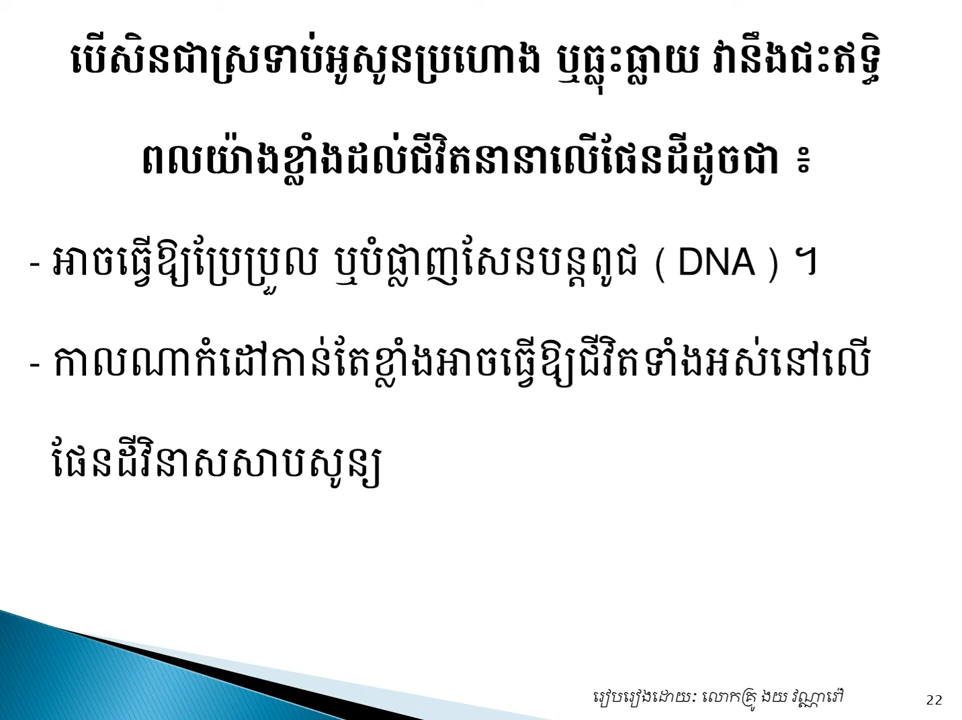 បើសិនជាស្រទាប់អូសូនប្រហោង ឬធ្លុះធ្លាយ វានឹងជះឥទ្ធិ
ពលយ៉ាងខ្លាំងដល់ជីវិតនានាលើផែនដីដូចជា ៖
- អាចធ្វើឱ្យប្រែប្រួល ឬបំផ្លាញសែនបន្តពូជ ( DNA ) ។
- កាលណាកំដៅកាន់តែខ្លាំងអាចធ្វើឱ្យជីវិតទាំងអស់នៅលើ
ផែនដីវិនាសសាបសូន្យ
រៀបរៀងដោយ: លោកគ្រូ ងយ វណ្ណារៅី
22